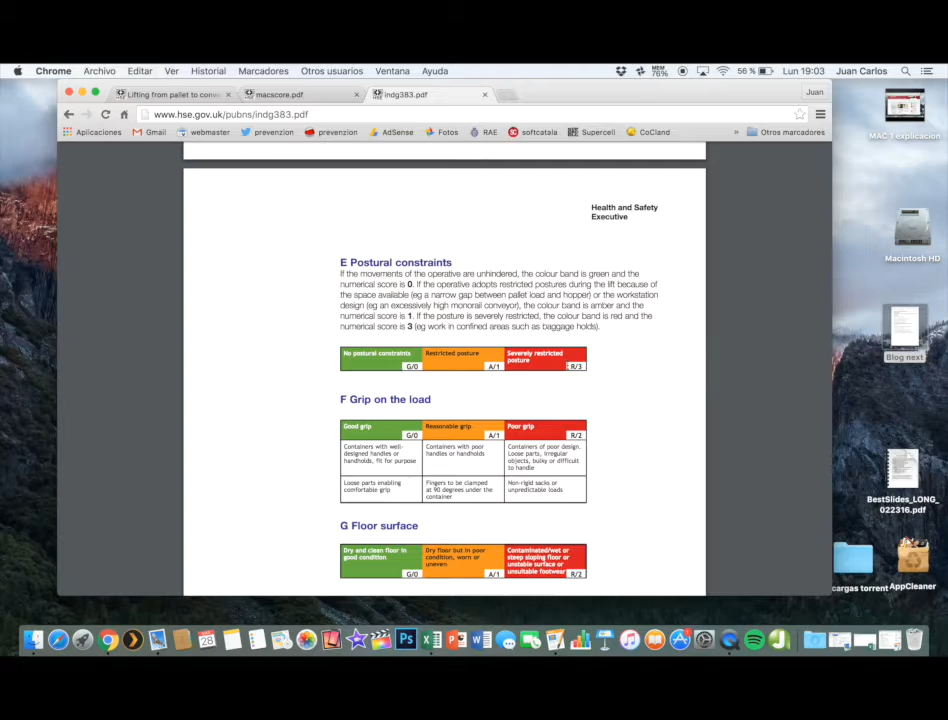 Chrome Archivo Editar Ver Historial Marcadores Otros usuarios Ventana Ayuda MEM 76% 56 % Lun 19:03 Juan Carlos
Lifting from pallet to conve macscore.pdf indg383.pdf Juan
www.hse.gov.uk/pubns/indg383.pdf
Aplicaciones Gmail webmaster prevenzion prevenzion AdSense Fotos RAE softcatala Supercell CoCland » Otros marcadores
MAC 1 explicacion
Macintosh HD
Blog next
BestSlides_LONG_
022316.pdf
cargas torrent AppCleaner
Health and Safety
Executive
E Postural constraints
If the movements of the operative are unhindered, the colour band is green and the
numerical score is 0. If the operative adopts restricted postures during the lift because of
the space available (eg a narrow gap between pallet load and hopper) or the workstation
design (eg an excessively high monorail conveyor), the colour band is amber and the
numerical score is 1. If the posture is severely restricted, the colour band is red and the
numerical score is 3 (eg work in confined areas such as baggage holds).
No postural constraints
G/0
Restricted posture
A/1
Severely restricted
posture
R/3
F Grip on the load
Good grip
G/0
Reasonable grip
A/1
Poor grip
R/2
Containers with well-
designed handles or
handholds, fit for purpose
Containers with poor
handles or handholds
Containers of poor design.
Loose parts, irregular
objects, bulky or difficult
to handle
Loose parts enabling
comfortable grip
Fingers to be clamped
at 90 degrees under the
container
Non-rigid sacks or
unpredictable loads
G Floor surface
Dry and clean floor in
good condition
G/0
Dry floor but in poor
condition, worn or
uneven
A/1
Contaminated/wet or
steep sloping floor or
unstable surface or
unsuitable footwear
R/2
28